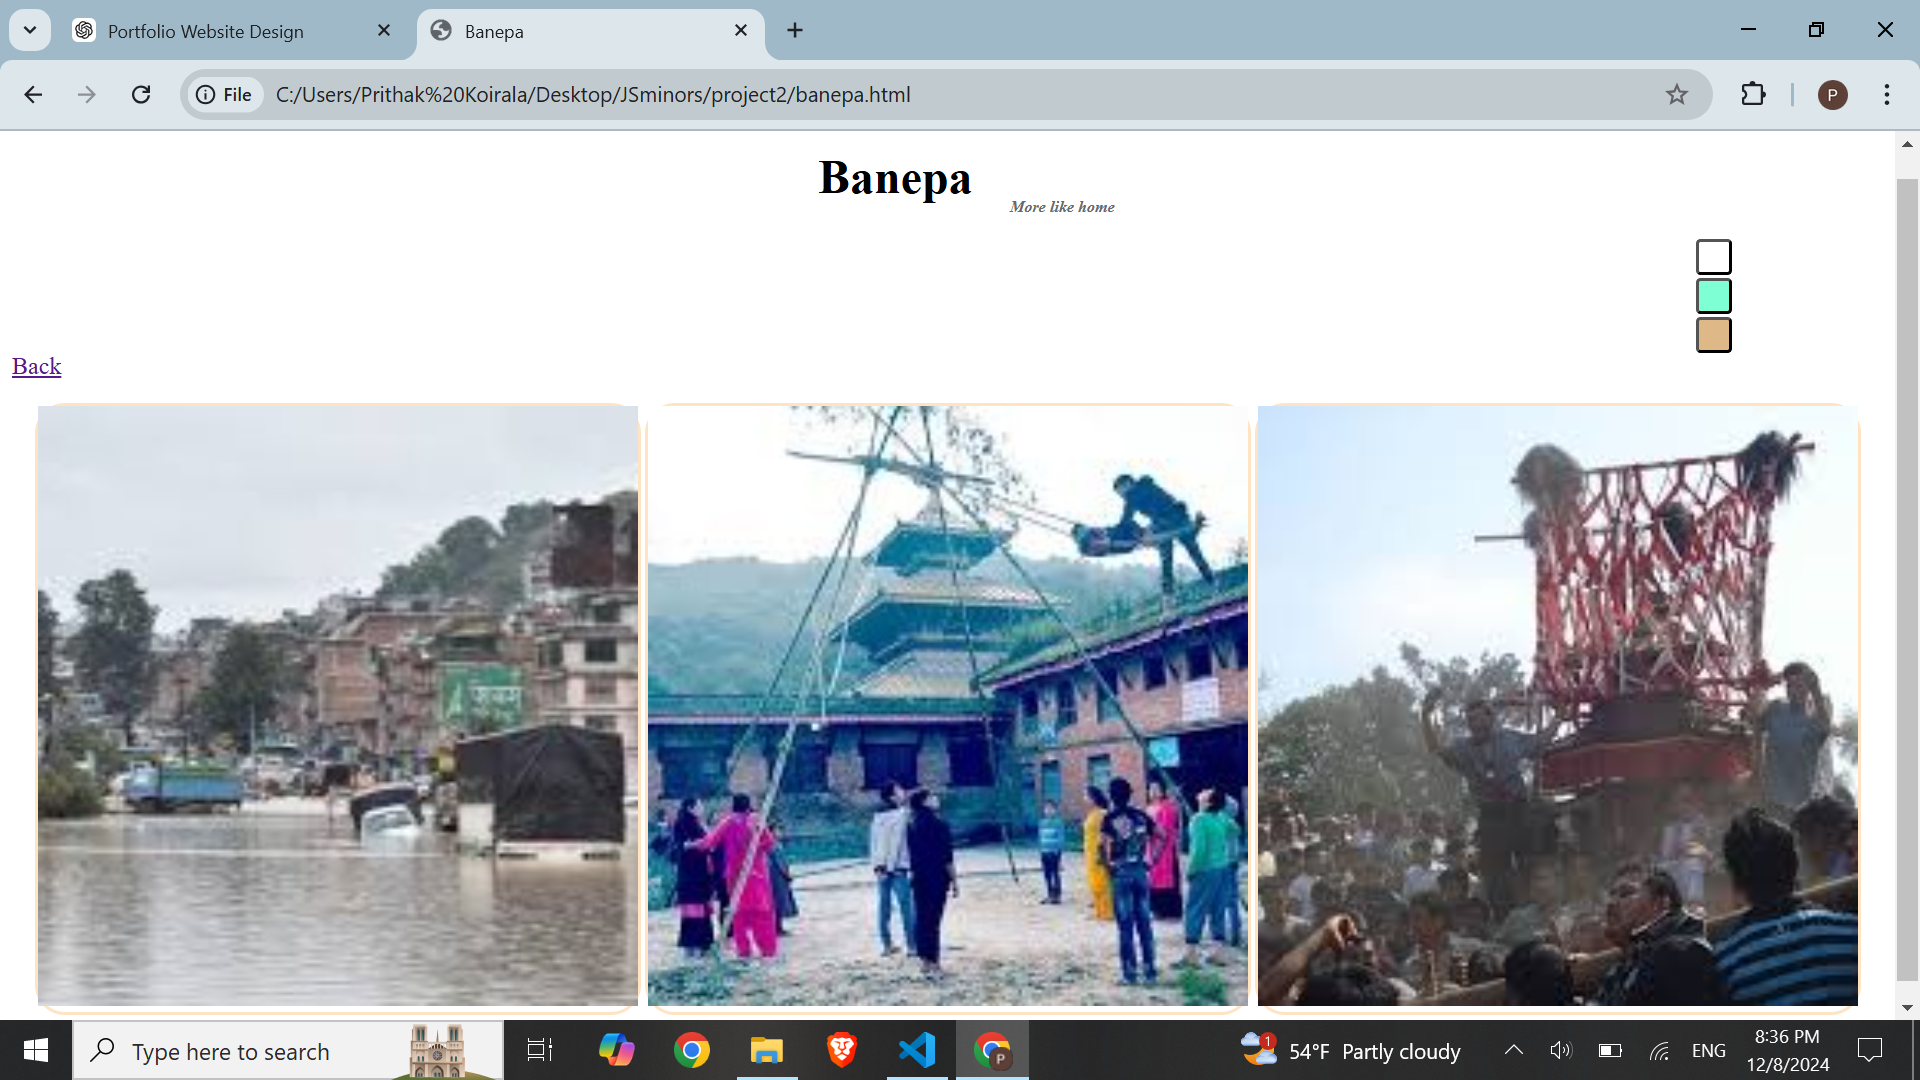 Portfolio Website Design
Banepa
File
C:/Users/Prithak%20Koirala/Desktop/JSminors/project2/banepa.html
P
Banepa
More like home
Back
Type here to search
P
1
54°F Partly cloudy
ENG
8:36 PM
12/8/2024